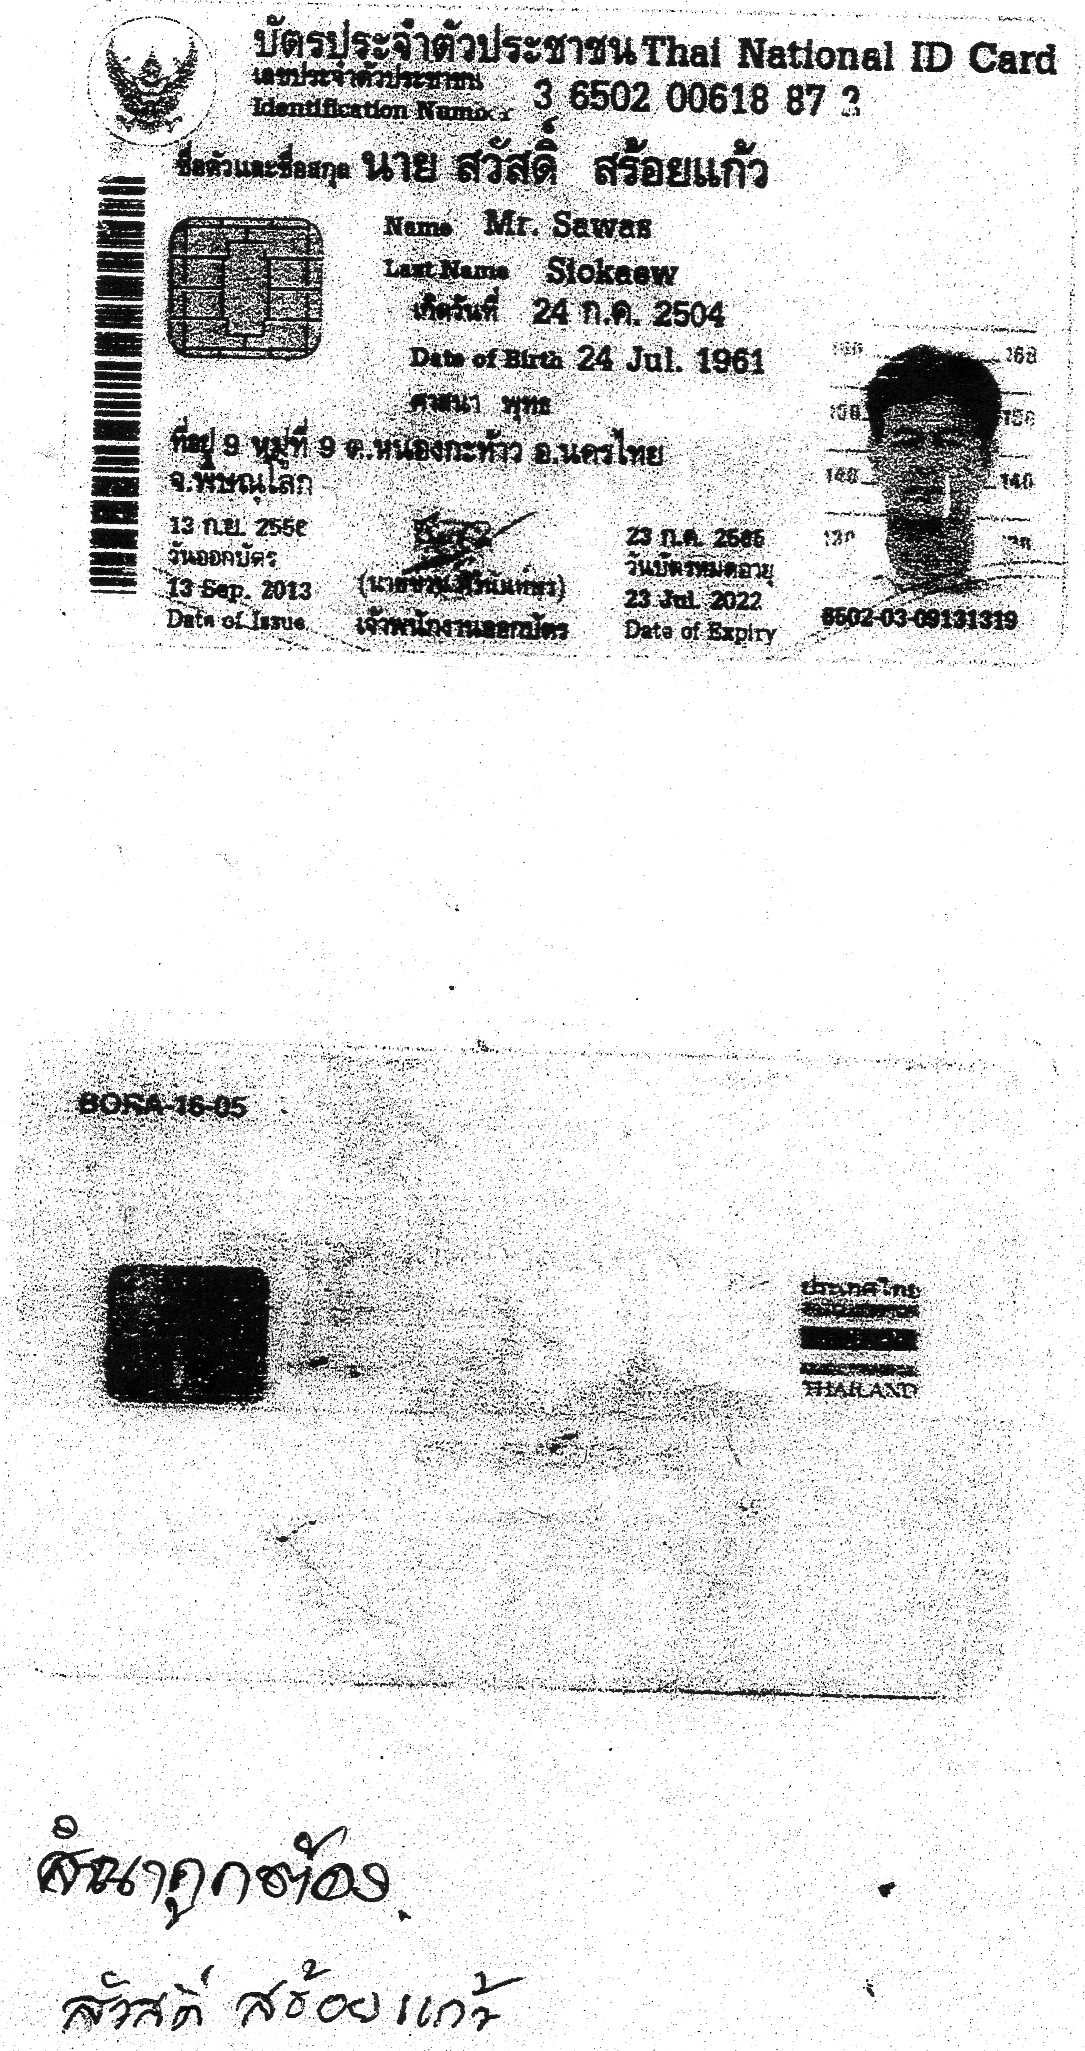 บัตรประจำตัวประชาชน Thai National ID Card
เลขประจำตัวประชาชน
Identification Number 3 6502 00618 87
ชื่อตัวและชื่อสกุล นาย สวัสดิ์ สร้อยแก้ว
Name Mr. Sawas
Last Name
เกิดวันที่ 24 ก.ค. 2504
Date of Birth 24 Jul. 1961
ศาสนา พุทธ
ที่อยู่ 9 หมู่ที่ 9 ต.หนองกะท้าว อ.นครไทย
จ.พิษณุโลก
160 160
150 150
140 140
130
13 ก.ย. 2556
วันออกบัตร
13 Sep. 2013
Date of Issue
เจ้าพนักงานออกบัตร
23 ก.ค. 2565
วันบัตรหมดอายุ
23 Jul. 2022
Date of Expiry
6502-03-09131319
BORA-16-05
ประเทศไทย
THAILAND
สำเนาถูกต้อง
สวัสดิ์ สร้อยแก้ว